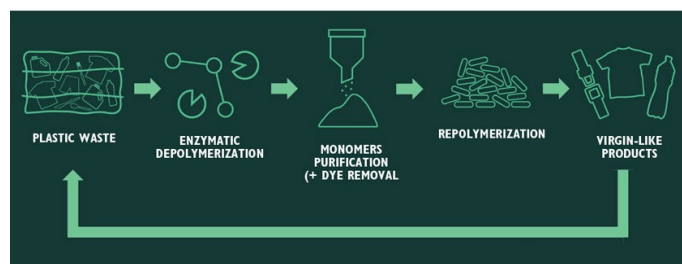 PLASTIC WASTE
ENZYMATIC
DEPOLYMERIZATION
MONOMERS
PURIFICATION
(+ DYE REMOVAL
REPOLYMERIZATION
VIRGIN-LIKE
PRODUCTS